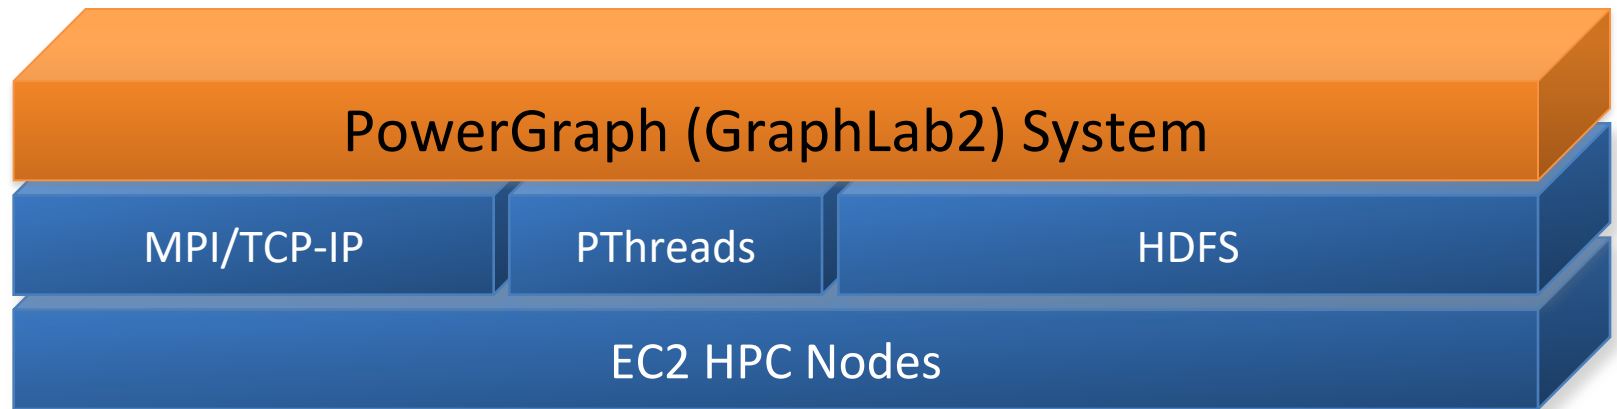 PowerGraph (GraphLab2) System
MPI/TCP-IP
PThreads
HDFS
EC2 HPC Nodes